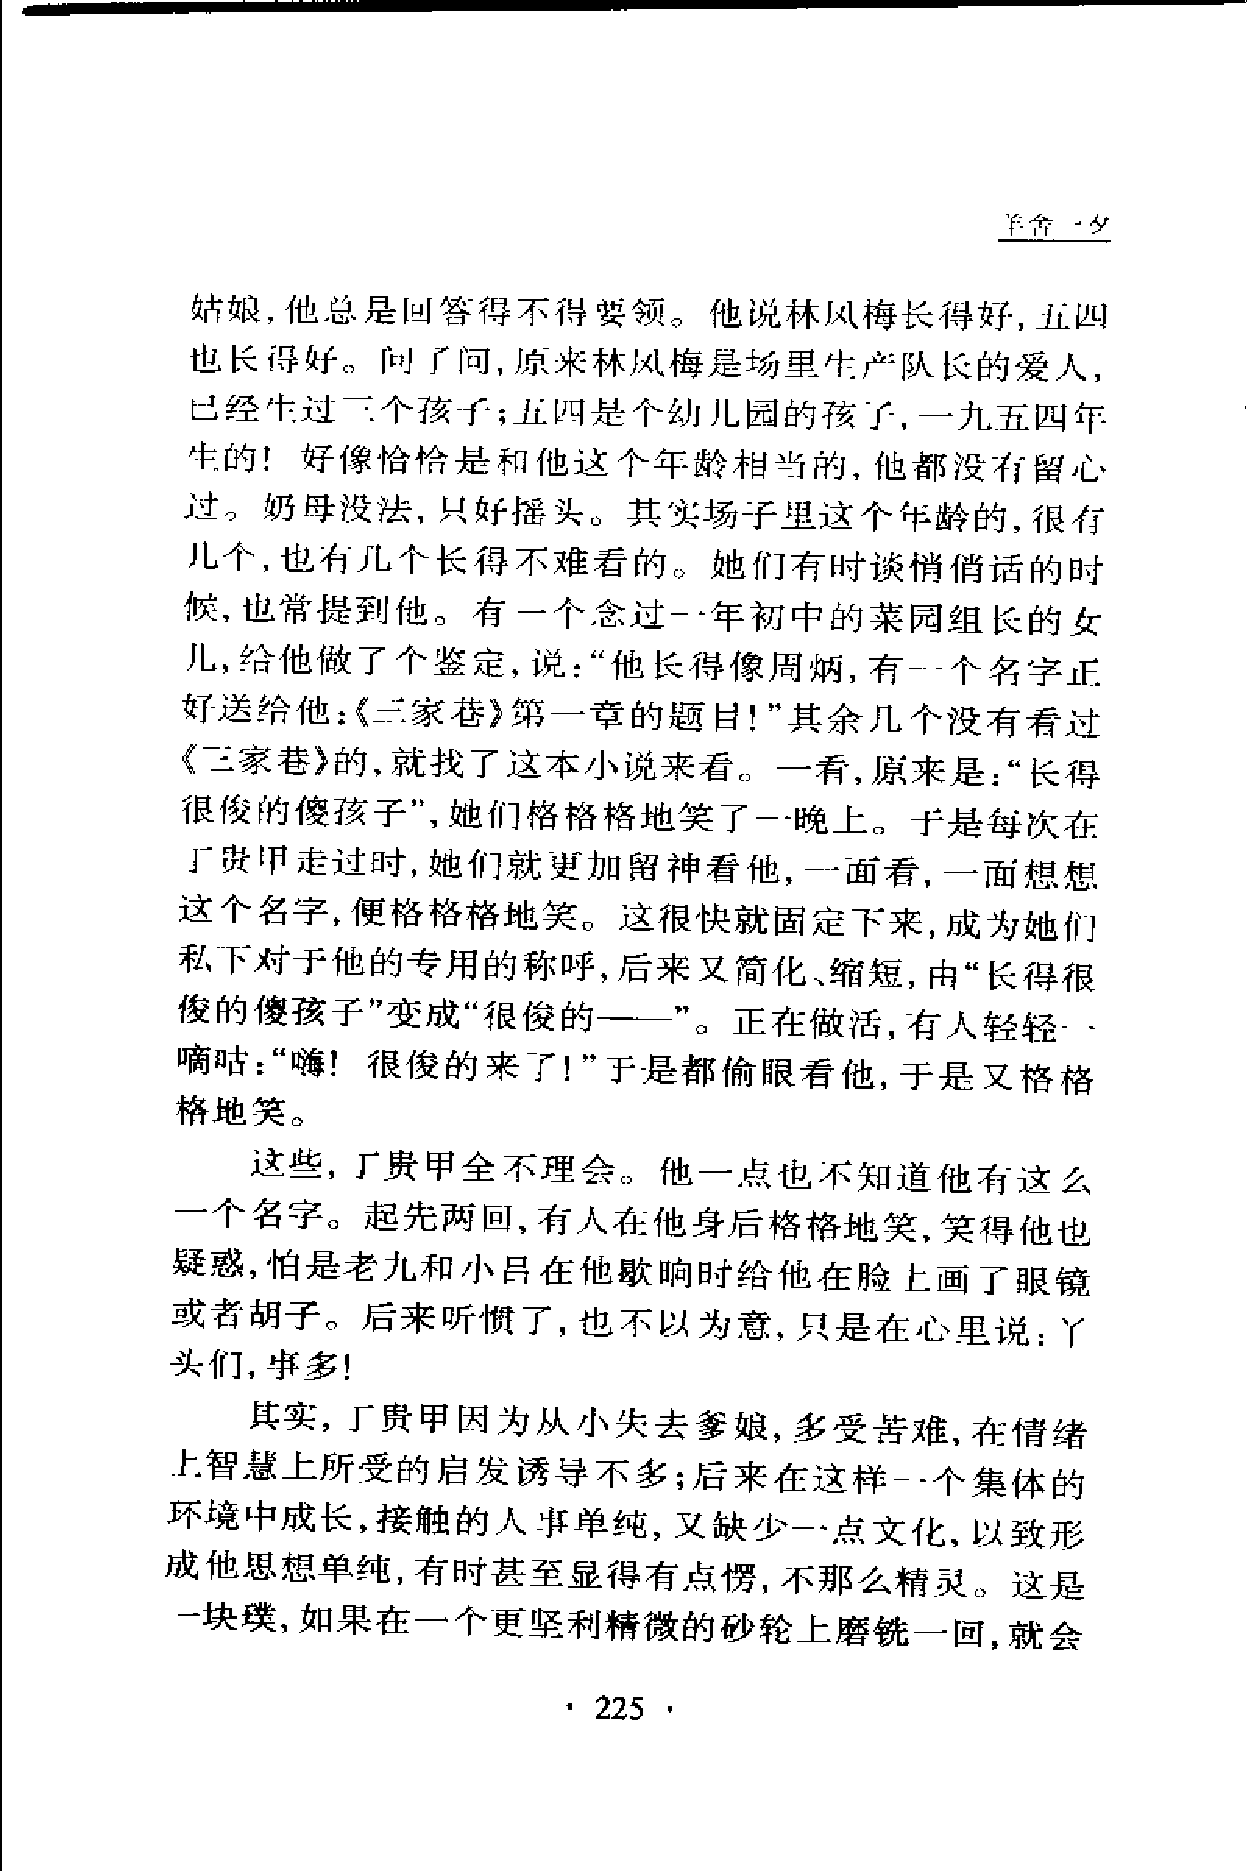 羊舍一夕
姑娘，他总是回答得不得要领。他说林凤梅长得好，五四
也长得好。问了问，原来林凤梅是场里生产队长的爱人，
已经生过三个孩子；五四是个幼儿园的孩子，一九五四年
生的！好像恰恰是和他这个年龄相当的，他都没有留心
过。奶母没法，只好摇头。其实场子里这个年龄的，很有
几个，也有几个长得不难看的。她们有时谈悄俏话的时
候，也常提到他。有一个念过一年初中的菜园组长的女
儿，给他做了个鉴定，说：“他长得像周炳，有一个名字正
好送给他：《三家巷》第一章的题目！”其余几个没有看过
《三家巷》的，就找了这本小说来看。一看，原来是：“长得
很俊的傻孩子”，她们格格格地笑了一晚上。于是每次在
丁贵甲走过时，她们就更加留神看他，一面看，一面想想
这个名字，便格格格地笑。这很快就固定下来，成为她们
私下对于他的专用的称呼，后来又简化、缩短，由“长得很
俊的傻孩子”变成“很俊的——”。正在做活，有人轻轻一
嘀咕：“嗨！很俊的来了！”于是都偷眼看他，于是又格格
格地笑。
这些，丁贵甲全不理会。他一点也不知道他有这么
一个名字。起先两回，有人在他身后格格地笑，笑得他也
疑惑，怕是老九和小吕在他歇晌时给他在脸上画了眼镜
或者胡子。后来听惯了，也不以为意，只是在心里说：丫
头们，事多！
其实，丁贵甲因为从小失去爹娘，多受苦难，在情绪
上智慧上所受的启发诱导不多；后来在这样一个集体的
环境中成长，接触的人事单纯，又缺少一点文化，以致形
成他思想单纯，有时甚至显得有点愣，不那么精灵。这是
一块璞，如果在一个更坚利精微的砂轮上磨铣一回，就会
· 225 ·